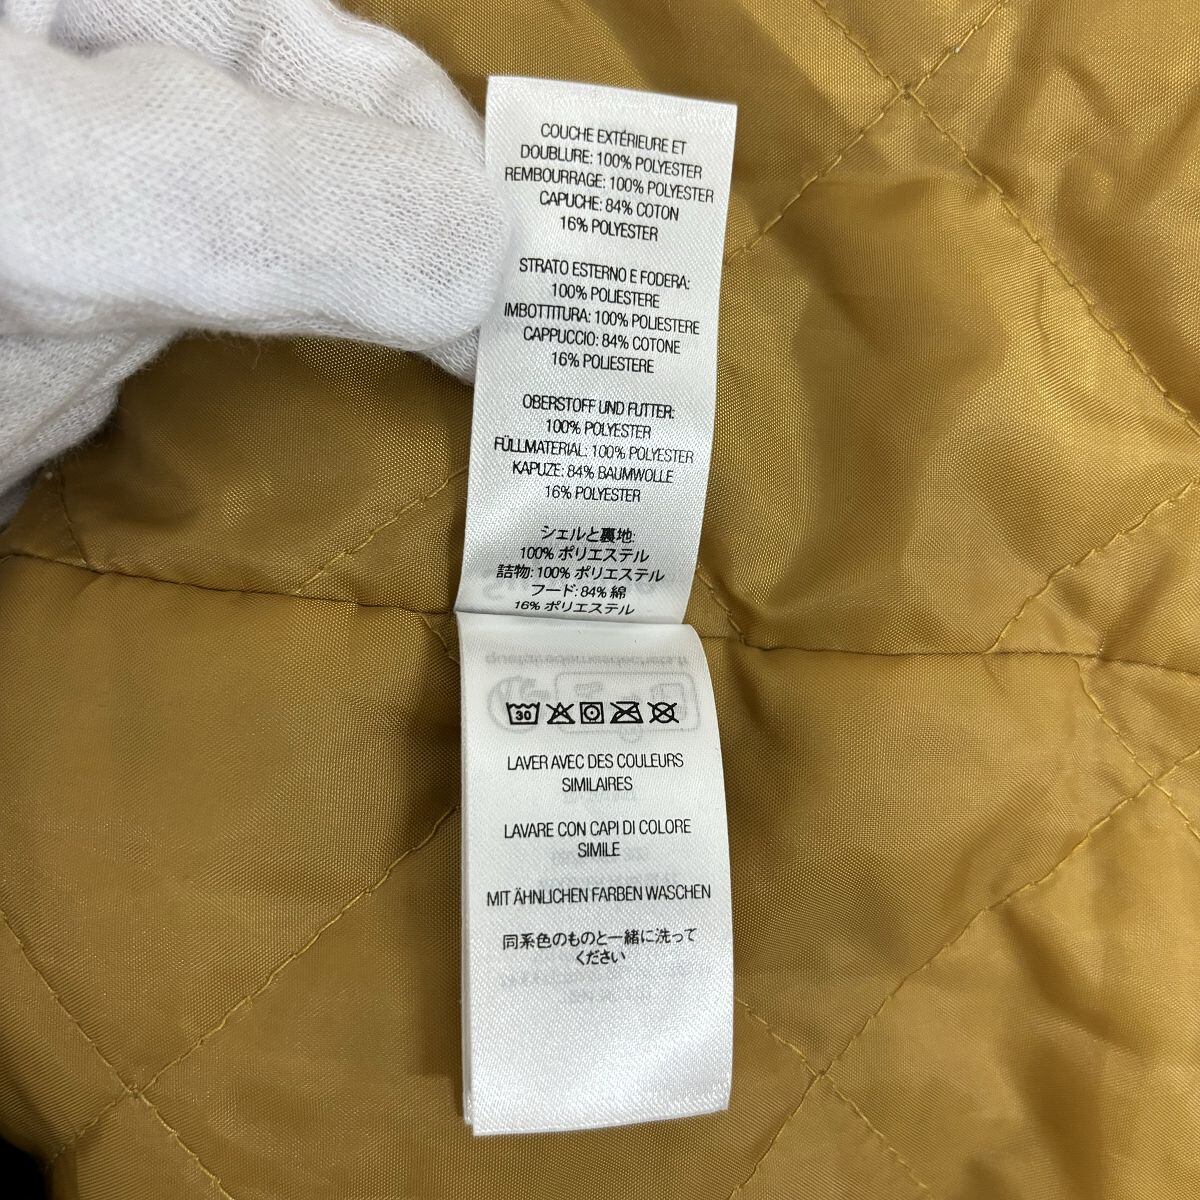 COUCHE EXTÉRIEURE ET
DOUBLURE: 100% POLYESTER
REMBOURRAGE: 100% POLYESTER
CAPUCHE: 84% COTON
16% POLYESTER
STRATO ESTERNO E FODERA:
100% POLIESTERE
IMBOTTITURA: 100% POLIESTERE
CAPPUCCIO: 84% COTONE
16% POLIESTERE
OBERSTOFF UND FUTTER:
100% POLYESTER
FÜLLMATERIAL: 100% POLYESTER
KAPUZE: 84% BAUMWOLLE
16% POLYESTER
シェルと裏地:
100% ポリエステル
詰物: 100% ポリエステル
フード: 84% 綿
16% ポリエステル
30
LAVER AVEC DES COULEURS
SIMILAIRES
LAVARE CON CAPI DI COLORE
SIMILE
MIT ÄHNLICHEN FARBEN WASCHEN
同系色のものと一緒に洗って
ください